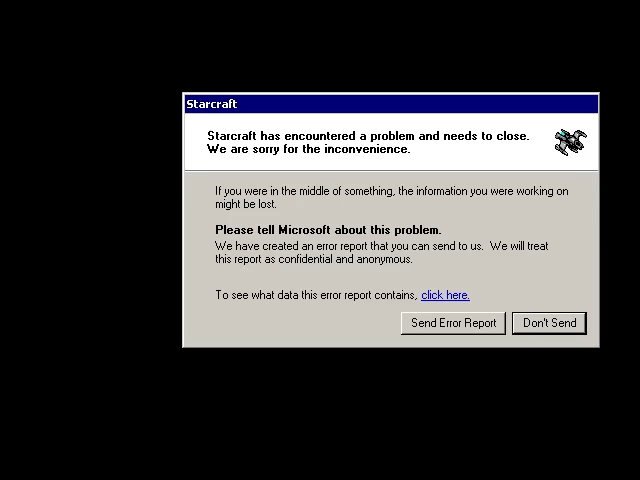 Starcraft
Starcraft has encountered a problem and needs to close.
We are sorry for the inconvenience.
If you were in the middle of something, the information you were working on
might be lost.
Please tell Microsoft about this problem.
We have created an error report that you can send to us. We will treat
this report as confidential and anonymous.
To see what data this error report contains, click here.
Send Error Report
Don't Send